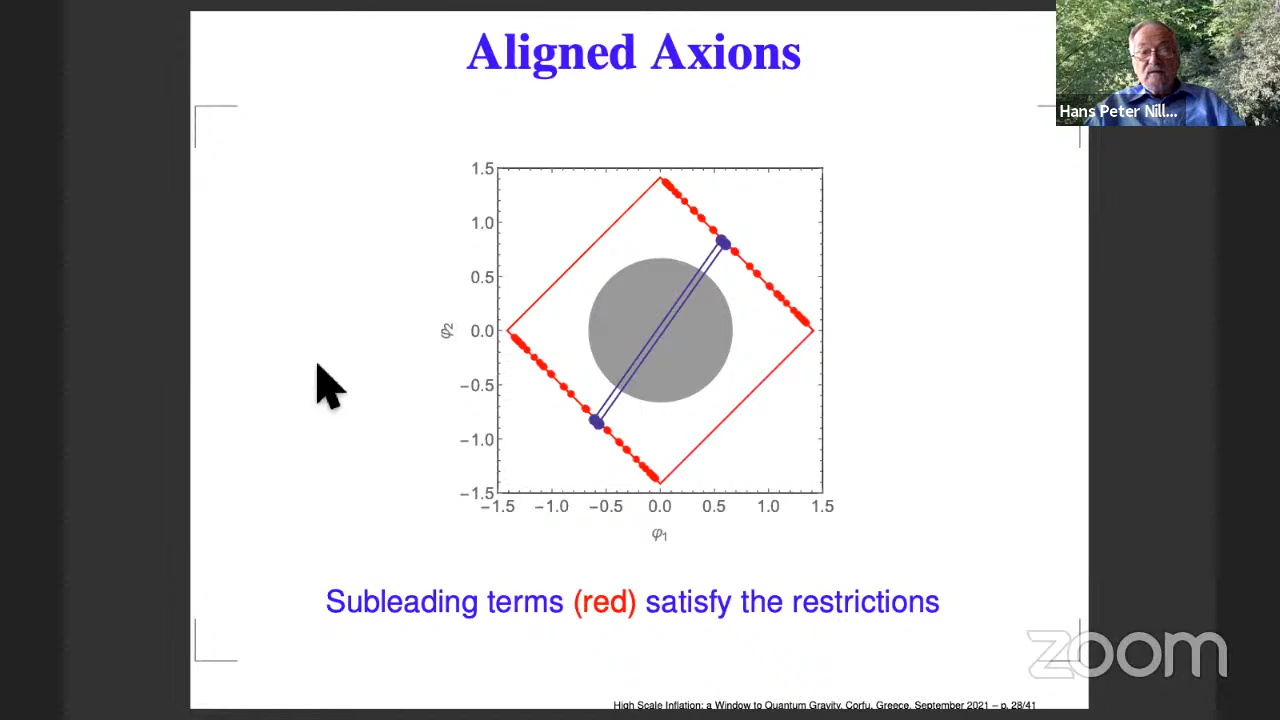 Aligned Axions
Hans Peter Nill...
1.5
1.0
0.5
φ2
0.0
−0.5
−1.0
−1.5
−1.5 −1.0 −0.5 0.0 0.5 1.0 1.5
φ1
Subleading terms (red) satisfy the restrictions
zoom
High Scale Inflation: a Window to Quantum Gravity, Corfu, Greece, September 2021 – p. 28/41